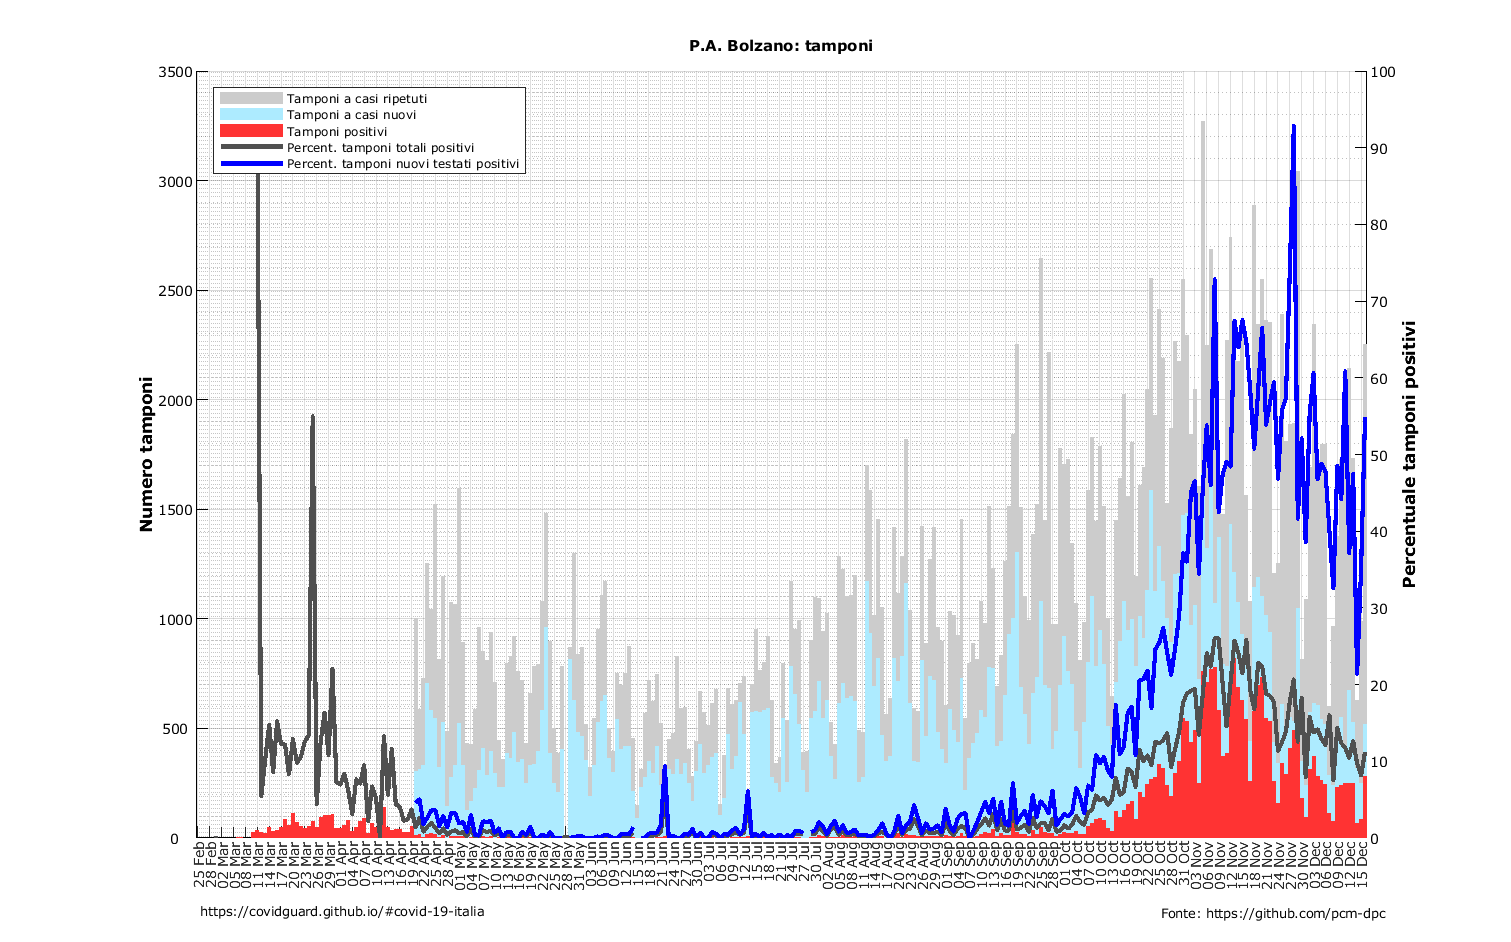 P.A. Bolzano: tamponi
3500
3000
2500
2000
1500
1000
500
0
Numero tamponi
Tamponi a casi ripetuti
Tamponi a casi nuovi
Tamponi positivi
Percent. tamponi totali positivi
Percent. tamponi nuovi testati positivi
100
90
80
70
60
50
40
30
20
10
0
Percentuale tamponi positivi
25 Feb
28 Feb
02 Mar
05 Mar
08 Mar
11 Mar
14 Mar
17 Mar
20 Mar
23 Mar
26 Mar
29 Mar
01 Apr
04 Apr
07 Apr
10 Apr
13 Apr
16 Apr
19 Apr
22 Apr
25 Apr
28 Apr
01 May
04 May
07 May
10 May
13 May
16 May
19 May
22 May
25 May
28 May
31 May
03 Jun
06 Jun
09 Jun
12 Jun
15 Jun
18 Jun
21 Jun
24 Jun
27 Jun
30 Jun
03 Jul
06 Jul
09 Jul
12 Jul
15 Jul
18 Jul
21 Jul
24 Jul
27 Jul
30 Jul
02 Aug
05 Aug
08 Aug
11 Aug
14 Aug
17 Aug
20 Aug
23 Aug
26 Aug
29 Aug
01 Sep
04 Sep
07 Sep
10 Sep
13 Sep
16 Sep
19 Sep
22 Sep
25 Sep
28 Sep
01 Oct
04 Oct
07 Oct
10 Oct
13 Oct
16 Oct
19 Oct
22 Oct
25 Oct
28 Oct
31 Oct
03 Nov
06 Nov
09 Nov
12 Nov
15 Nov
18 Nov
21 Nov
24 Nov
27 Nov
30 Nov
03 Dec
06 Dec
09 Dec
12 Dec
15 Dec
https://covidguard.github.io/#covid-19-italia
Fonte: https://github.com/pcm-dpc